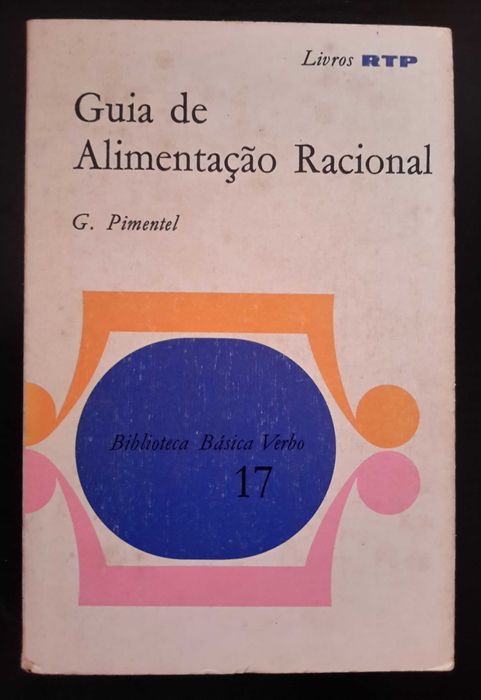 Livros RTP
Guia de
Alimentação Racional
G. Pimentel
Biblioteca Básica Verbo
17